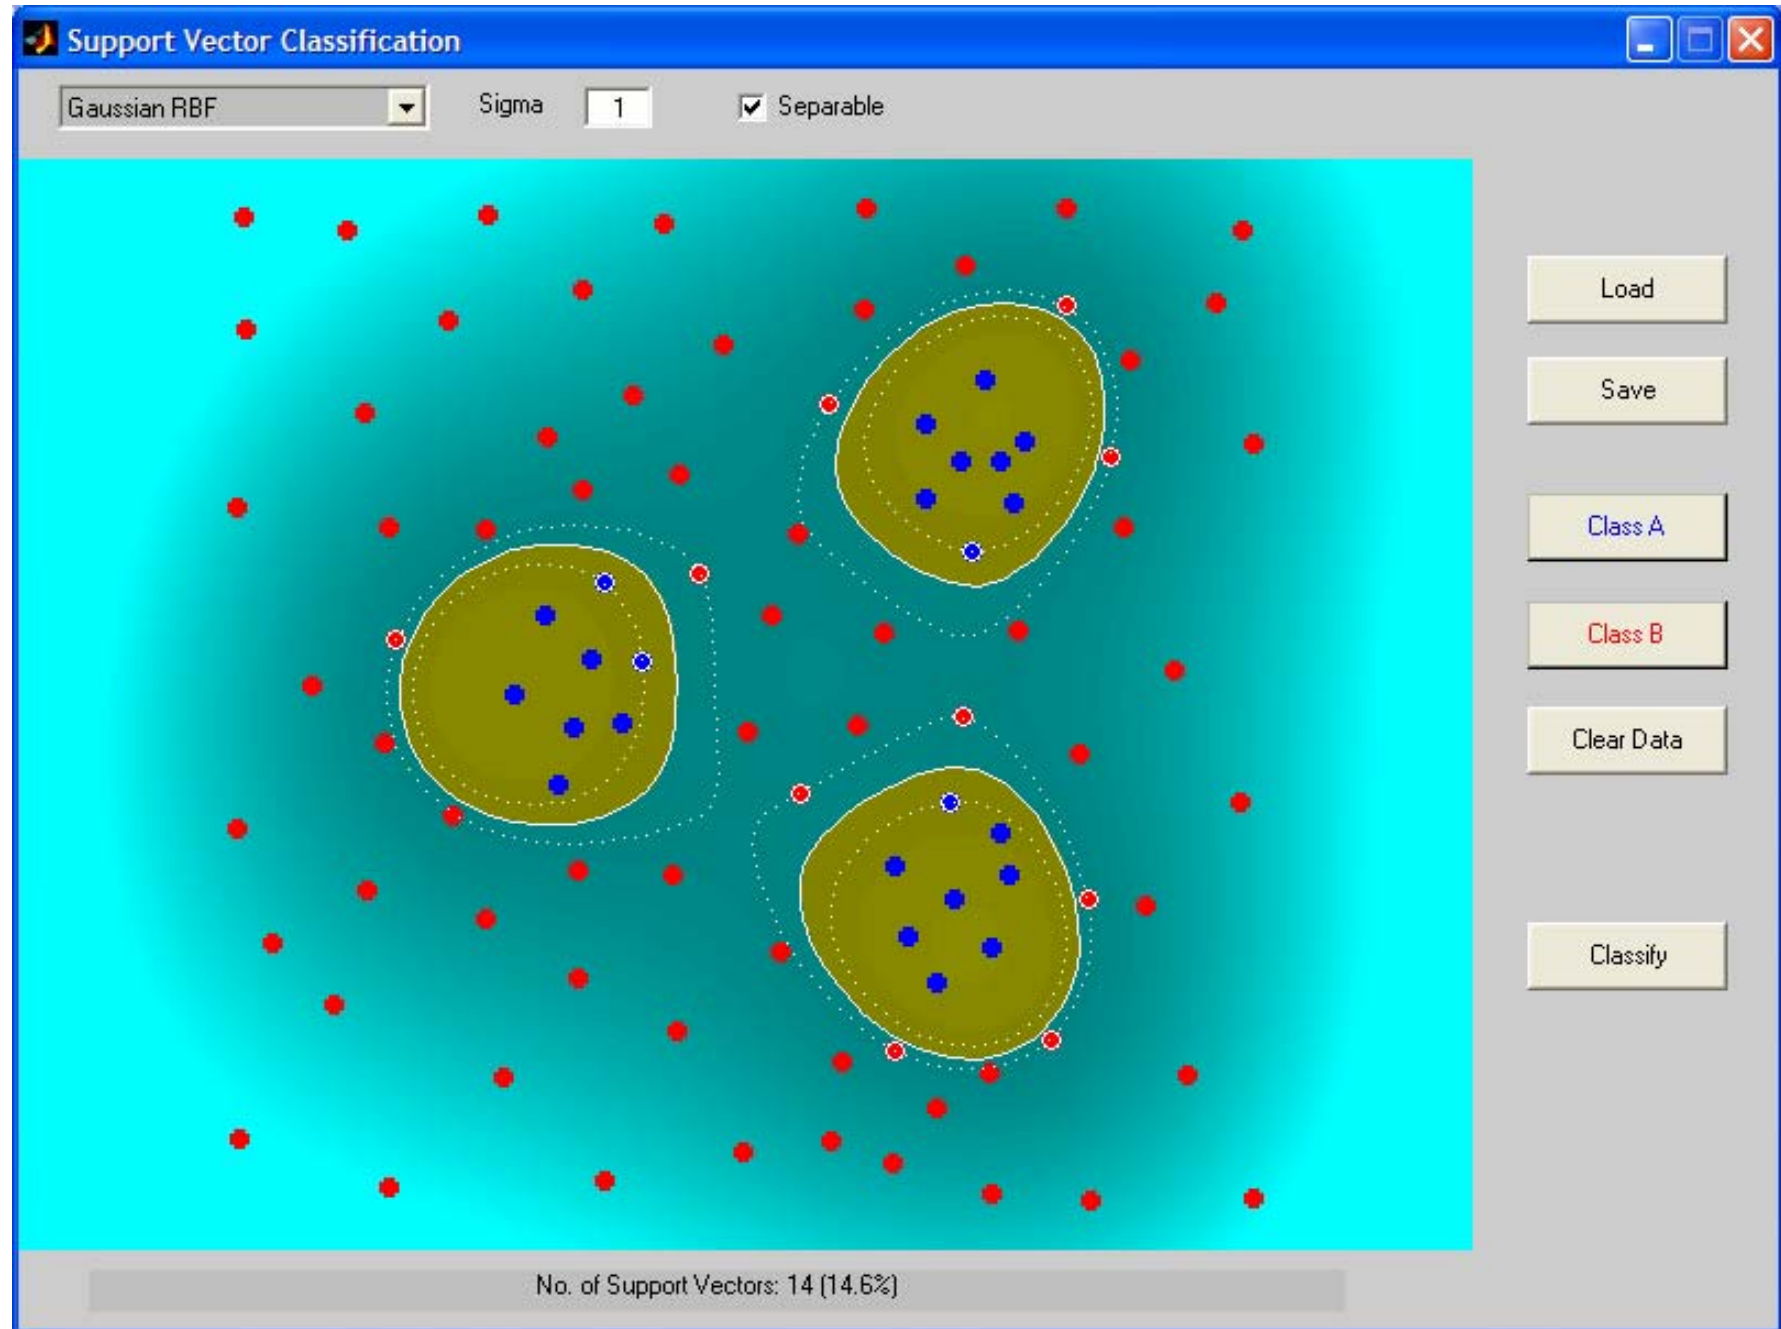 Support Vector Classification
Gaussian RBF Sigma 1 Separable
Load
Save
Class A
Class B
Clear Data
Classify
No. of Support Vectors: 14 (14.6%)